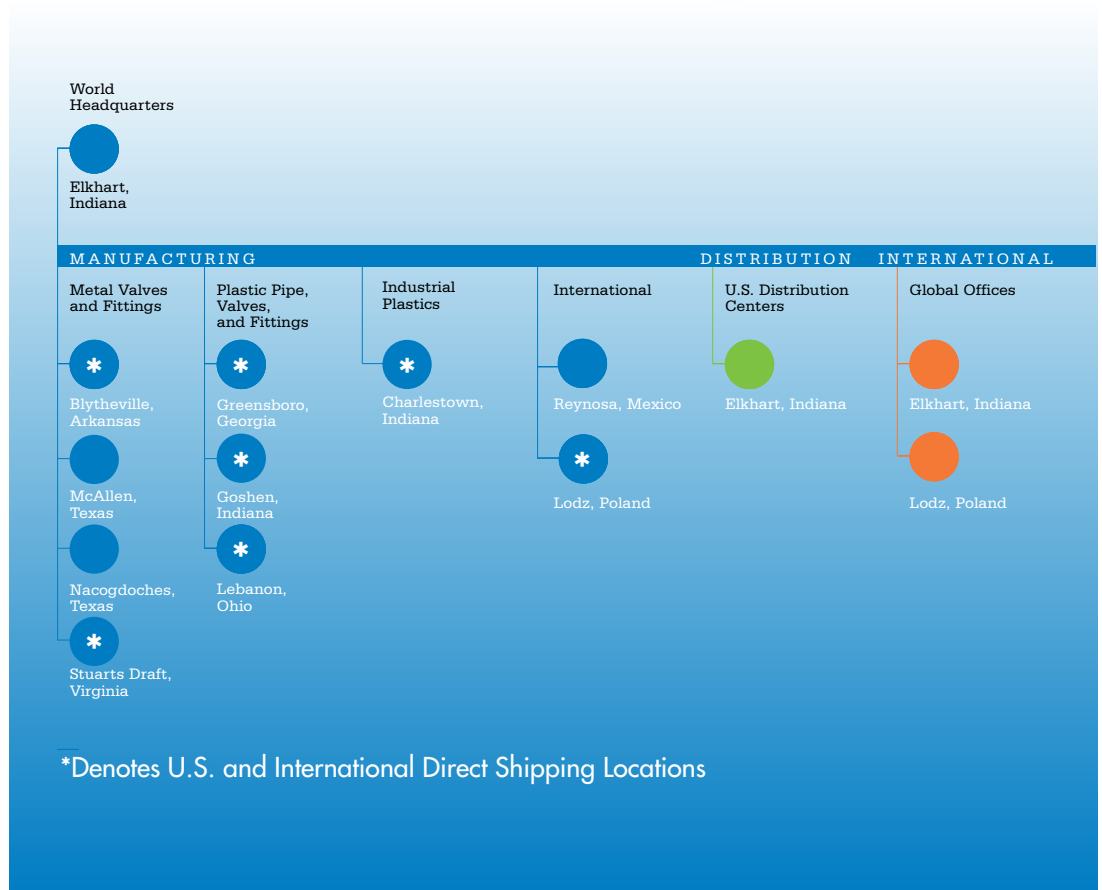 World
Headquarters
Elkhart,
Indiana
MANUFACTURING
DISTRIBUTION
INTERNATIONAL
Metal Valves
and Fittings
*
Blytheville,
Arkansas
McAllen,
Texas
Nacogdoches,
Texas
*
Stuarts Draft,
Virginia
Plastic Pipe,
Valves,
and Fittings
*
Greensboro,
Georgia
*
Goshen,
Indiana
*
Lebanon,
Ohio
Industrial
Plastics
*
Charlestown,
Indiana
International
Reynosa, Mexico
*
Lodz, Poland
U.S. Distribution
Centers
Elkhart, Indiana
Global Offices
Elkhart, Indiana
Lodz, Poland
*Denotes U.S. and International Direct Shipping Locations